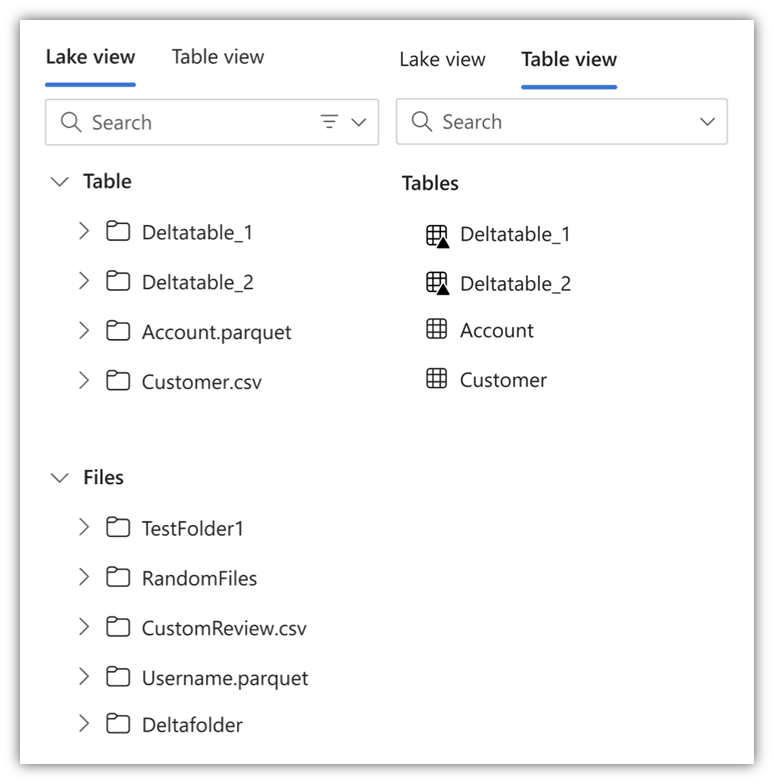 Lake view Table view
Search
Table
Deltatable_1
Deltatable_2
Account.parquet
Customer.csv
Files
TestFolder1
RandomFiles
CustomReview.csv
Username.parquet
Deltafolder
Lake view Table view
Search
Tables
Deltatable_1
Deltatable_2
Account
Customer